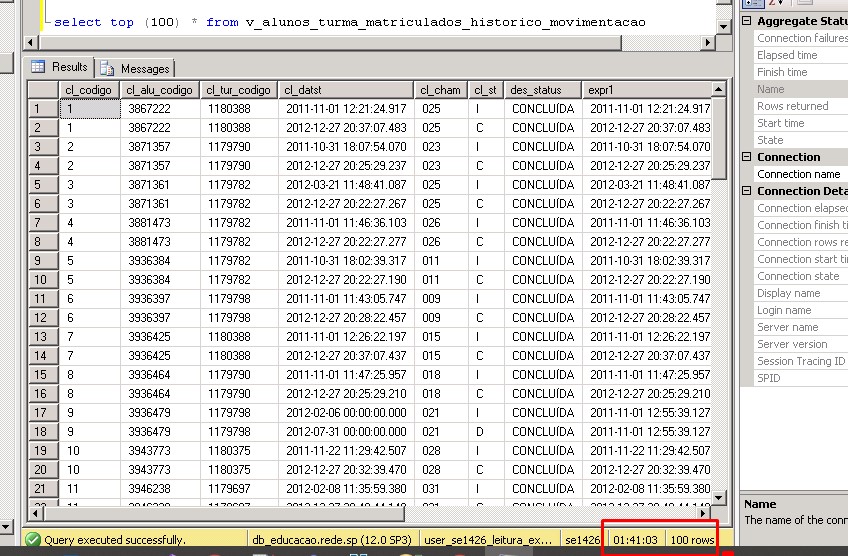 select top (100) * from v_alunos_turma_matriculados_historico_movimentacao
Results Messages
cl_codigo cl_alu_codigo cl_tur_codigo cl_datst cl_cham cl_st des_status expr1
1 1 3867222 1180388 2011-11-01 12:21:24.917 025 I CONCLUÍDA 2011-11-01 12:21:24.917
2 1 3867222 1180388 2012-12-27 20:37:07.483 025 C CONCLUÍDA 2012-12-27 20:37:07.483
3 2 3871357 1179790 2011-10-31 18:07:54.070 023 I CONCLUÍDA 2011-10-31 18:07:54.070
4 2 3871357 1179790 2012-12-27 20:25:29.237 023 C CONCLUÍDA 2012-12-27 20:25:29.237
5 3 3871361 1179782 2012-03-21 11:48:41.087 025 I CONCLUÍDA 2012-03-21 11:48:41.087
6 3 3871361 1179782 2012-12-27 20:22:27.267 025 C CONCLUÍDA 2012-12-27 20:22:27.267
7 4 3881473 1179782 2011-11-01 11:46:36.103 026 I CONCLUÍDA 2011-11-01 11:46:36.103
8 4 3881473 1179782 2012-12-27 20:22:27.277 026 C CONCLUÍDA 2012-12-27 20:22:27.277
9 5 3936384 1179782 2011-10-31 18:02:39.317 011 I CONCLUÍDA 2011-10-31 18:02:39.317
10 5 3936384 1179782 2012-12-27 20:22:27.190 011 C CONCLUÍDA 2012-12-27 20:22:27.190
11 6 3936397 1179798 2011-11-01 11:43:05.747 009 I CONCLUÍDA 2011-11-01 11:43:05.747
12 6 3936397 1179798 2012-12-27 20:28:22.457 009 C CONCLUÍDA 2012-12-27 20:28:22.457
13 7 3936425 1180388 2011-11-01 12:26:22.197 015 I CONCLUÍDA 2011-11-01 12:26:22.197
14 7 3936425 1180388 2012-12-27 20:37:07.437 015 C CONCLUÍDA 2012-12-27 20:37:07.437
15 8 3936464 1179790 2011-11-01 11:47:25.957 018 I CONCLUÍDA 2011-11-01 11:47:25.957
16 8 3936464 1179790 2012-12-27 20:25:29.210 018 C CONCLUÍDA 2012-12-27 20:25:29.210
17 9 3936479 1179798 2012-02-06 00:00:00.000 021 I CONCLUÍDA 2011-11-01 12:55:39.127
18 9 3936479 1179798 2012-07-31 00:00:00.000 021 D CONCLUÍDA 2011-11-01 12:55:39.127
19 10 3943773 1180375 2011-11-22 11:29:42.507 028 I CONCLUÍDA 2011-11-22 11:29:42.507
20 10 3943773 1180375 2012-12-27 20:32:39.470 028 C CONCLUÍDA 2012-12-27 20:32:39.470
21 11 3946238 1179697 2012-02-08 11:35:59.380 031 I CONCLUÍDA 2012-02-08 11:35:59.380
Query executed successfully. db_educacao.rede.sp (12.0 SP3) user_se1426_leitura_ex... se1426 01:41:03 100 rows
Aggregate Statu
Connection failures
Elapsed time
Finish time
Name
Rows returned
Start time
State
Connection
Connection name
Connection Deta
Connection elapsed
Connection finish ti
Connection rows re
Connection start tir
Connection state
Display name
Login name
Server name
Server version
Session Tracing ID
SPID
Name
The name of the conn